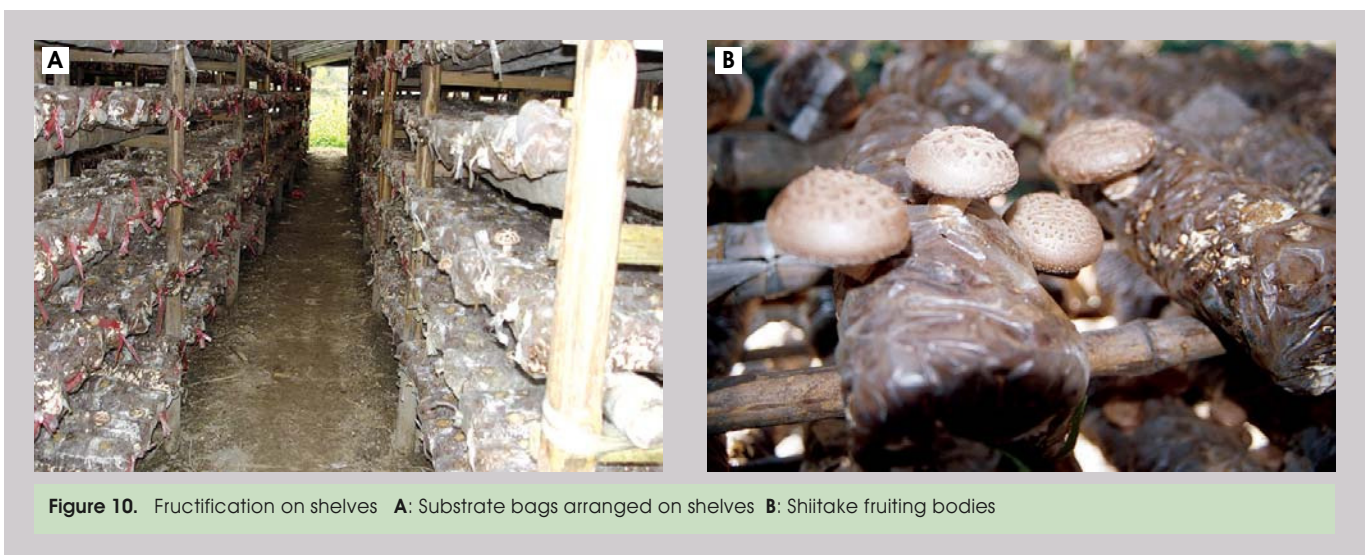 A
B
Figure 10. Fructification on shelves A: Substrate bags arranged on shelves B: Shiitake fruiting bodies